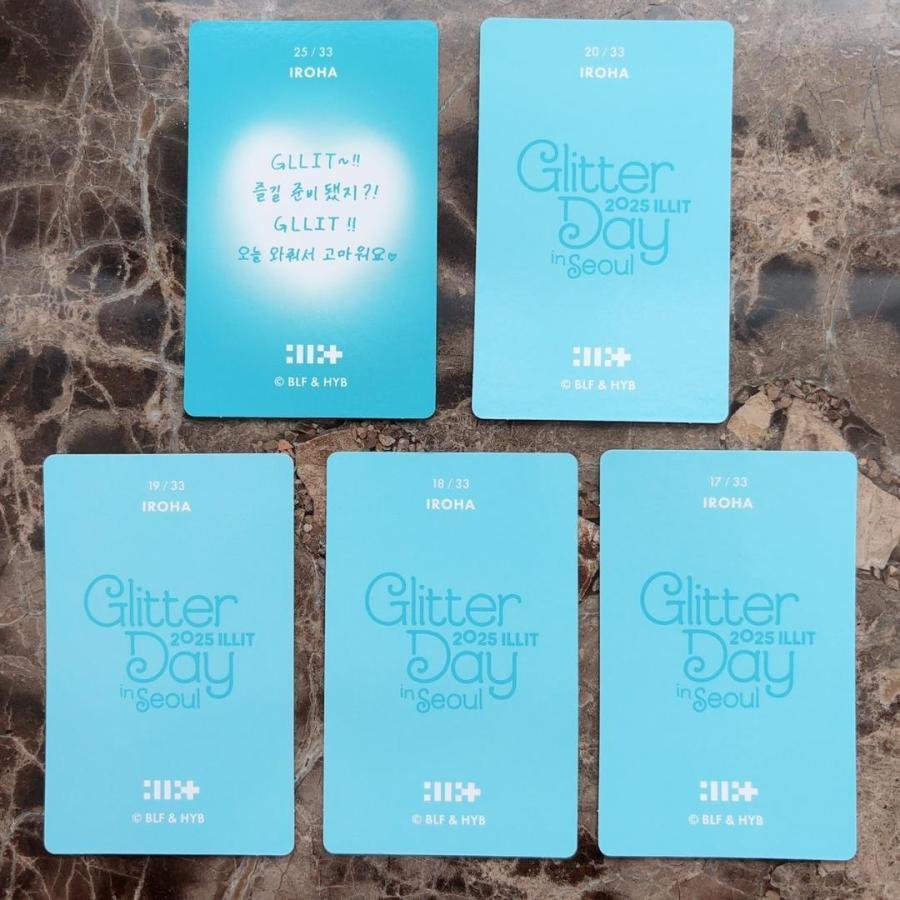 25 / 33
IROHA
GLLIT~!!
즐길 준비 됐지?!
GLLIT !!
오늘 와줘서 고마워요♡
© BLF & HYB
20 / 33
IROHA
Glitter
2025 ILLIT
Day
in Seoul
© BLF & HYB
19 / 33
IROHA
Glitter
2025 ILLIT
Day
in Seoul
© BLF & HYB
18 / 33
IROHA
Glitter
2025 ILLIT
Day
in Seoul
© BLF & HYB
17 / 33
IROHA
Glitter
2025 ILLIT
Day
in Seoul
© BLF & HYB